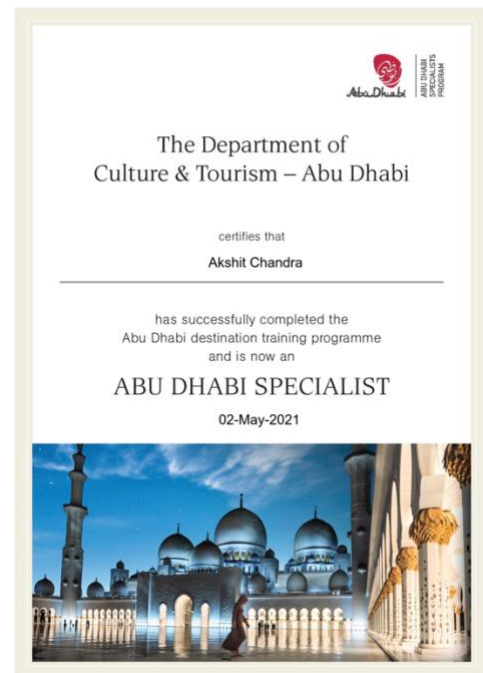 Abu Dhabi
ABU DHABI
SPECIALISTS
PROGRAM
The Department of
Culture & Tourism – Abu Dhabi
certifies that
Akshit Chandra
has successfully completed the
Abu Dhabi destination training programme
and is now an
ABU DHABI SPECIALIST
02-May-2021